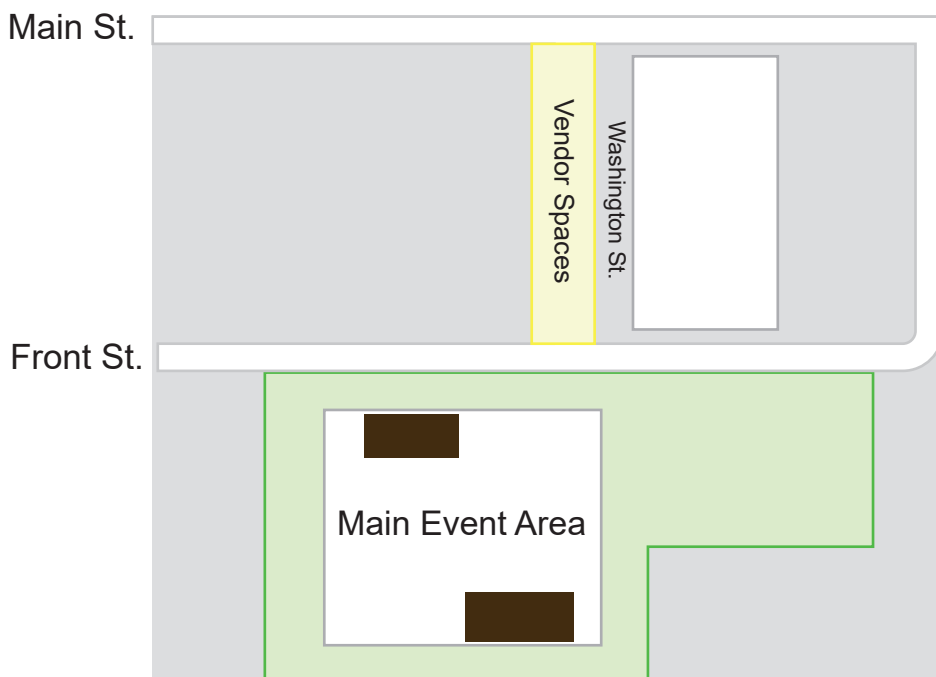 Main St.
Vendor Spaces
Washington St.
Front St.
Main Event Area